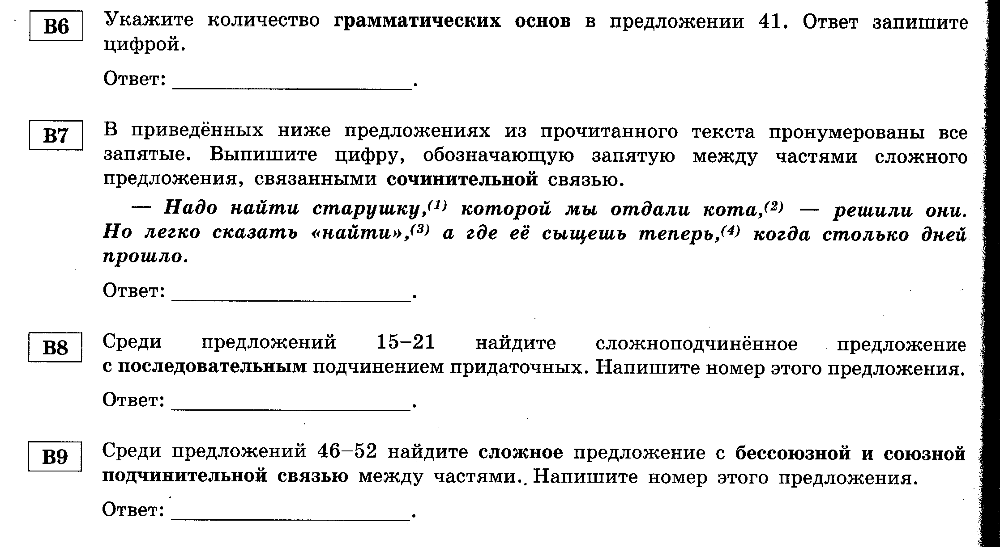 В6 Укажите количество грамматических основ в предложении 41. Ответ запишите
цифрой.
Ответ: ____________________.
В7 В приведённых ниже предложениях из прочитанного текста пронумерованы все
запятые. Выпишите цифру, обозначающую запятую между частями сложного
предложения, связанными сочинительной связью.
— Надо найти старушку,(1) которой мы отдали кота,(2) — решили они.
Но легко сказать «найти»,(3) а где её сыщешь теперь,(4) когда столько дней
прошло.
Ответ: ____________________.
В8 Среди предложений 15–21 найдите сложноподчинённое предложение
с последовательным подчинением придаточных. Напишите номер этого предложения.
Ответ: ____________________.
В9 Среди предложений 46–52 найдите сложное предложение с бессоюзной и союзной
подчинительной связью между частями. Напишите номер этого предложения.
Ответ: ____________________.